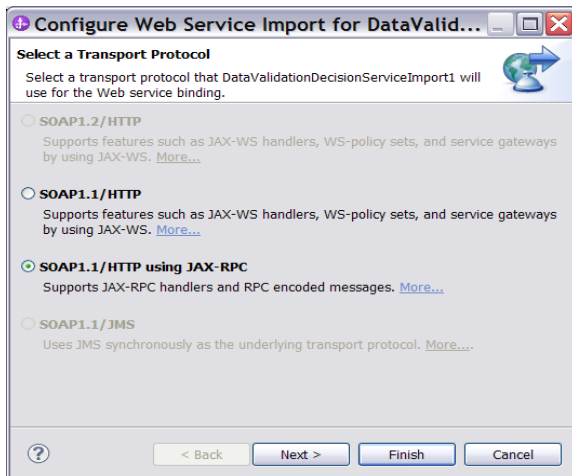 Configure Web Service Import for DataValid...
Select a Transport Protocol
Select a transport protocol that DataValidationDecisionServiceImport1 will
use for the Web service binding.
SOAP1.2/HTTP
Supports features such as JAX-WS handlers, WS-policy sets, and service gateways
by using JAX-WS. More...
SOAP1.1/HTTP
Supports features such as JAX-WS handlers, WS-policy sets, and service gateways
by using JAX-WS. More...
SOAP1.1/HTTP using JAX-RPC
Supports JAX-RPC handlers and RPC encoded messages. More...
SOAP1.1/JMS
Uses JMS synchronously as the underlying transport protocol. More....
? < Back Next > Finish Cancel